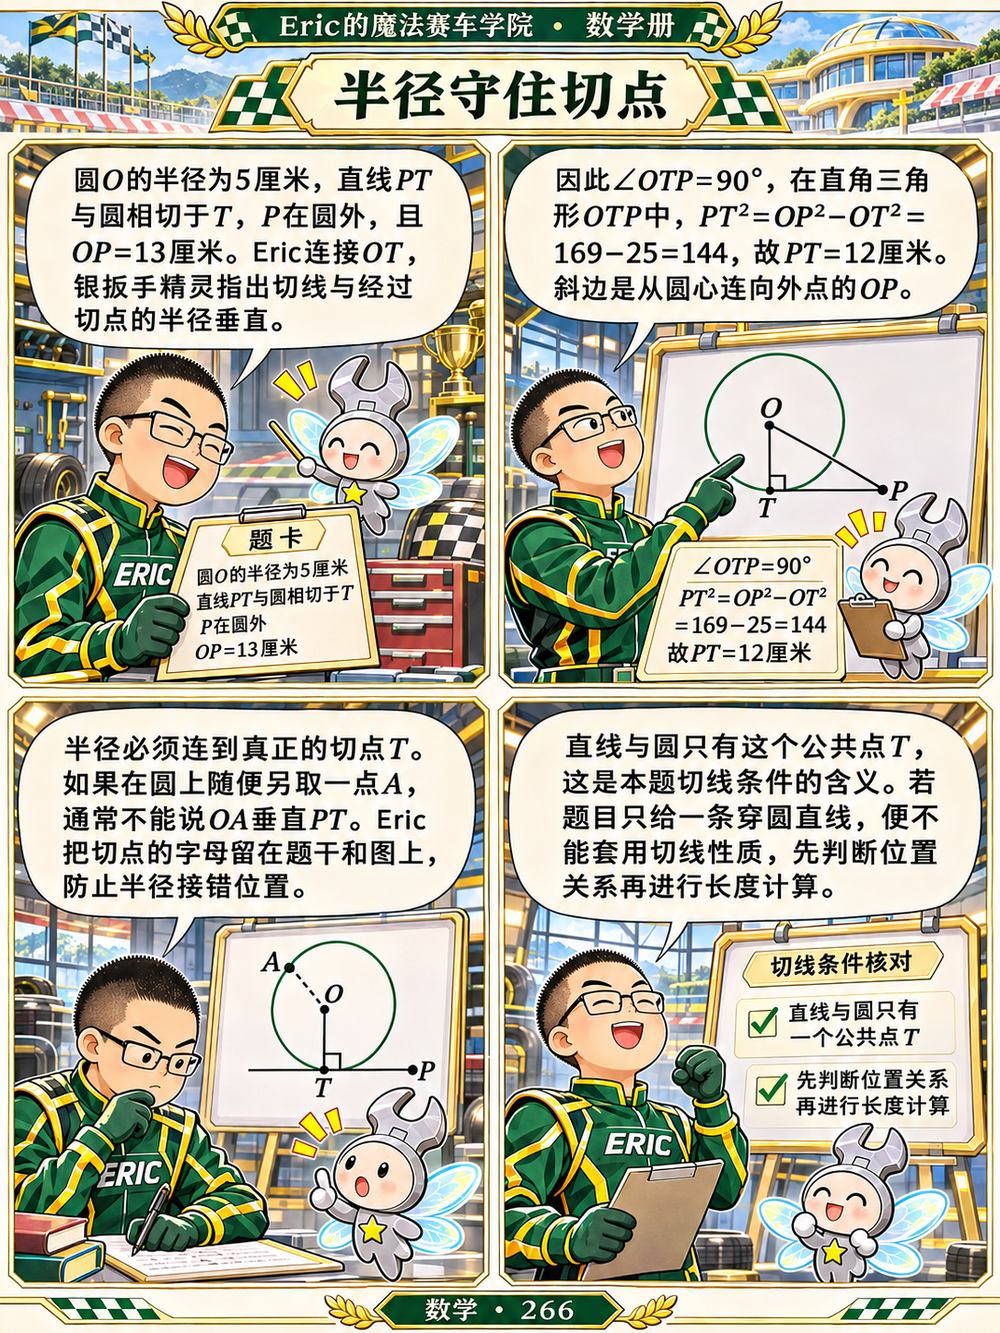 Eric的魔法赛车学院 · 数学册
半径守住切点
圆O的半径为5厘米，直线PT
与圆相切于T，P在圆外，且
OP=13厘米。Eric连接OT，
银扳手精灵指出切线与经过
切点的半径垂直。
题卡
圆O的半径为5厘米
直线PT与圆相切于T
P在圆外
OP=13厘米
ERIC
因此∠OTP=90°，在直角三角
形OTP中，PT²=OP²−OT²=
169−25=144，故PT=12厘米。
斜边是从圆心连向外点的OP。
O
T
P
ER
∠OTP=90°
PT²=OP²−OT²
=169−25=144
故PT=12厘米
半径必须连到真正的切点T。
如果在圆上随便另取一点A，
通常不能说OA垂直PT。Eric
把切点的字母留在题干和图上，
防止半径接错位置。
A
O
T
P
ERIC
直线与圆只有这个公共点T，
这是本题切线条件的含义。若
题目只给一条穿圆直线，便不
能套用切线性质，先判断位置
关系再进行长度计算。
切线条件核对
直线与圆只有
一个公共点T
先判断位置关系
再进行长度计算
ERIC
数学 · 266